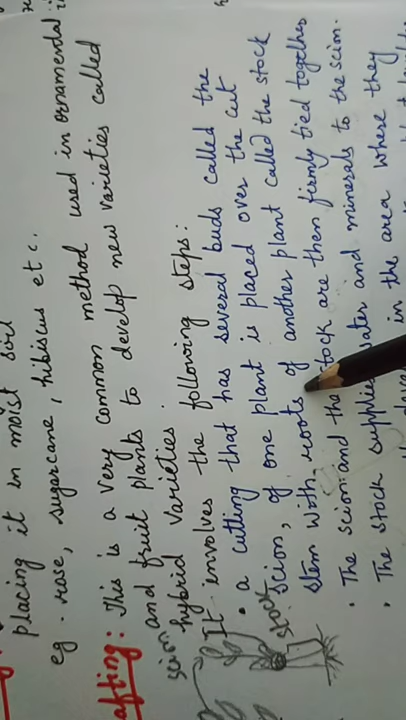 placing it in moist soil
eg. rose, sugarcane, hibiscus etc.
afting: This is a very common method used in ornamental
and fruit plants to develop new varieties called
hybrid varieties.
It involves the following steps:
• a cutting that has several buds called the
scion, of one plant is placed over the cut
stem with roots of another plant called the stock
• The scion and the stock are then firmly tied together
• The stock supplies water and minerals to the scion.
in the area where they
scion
stock